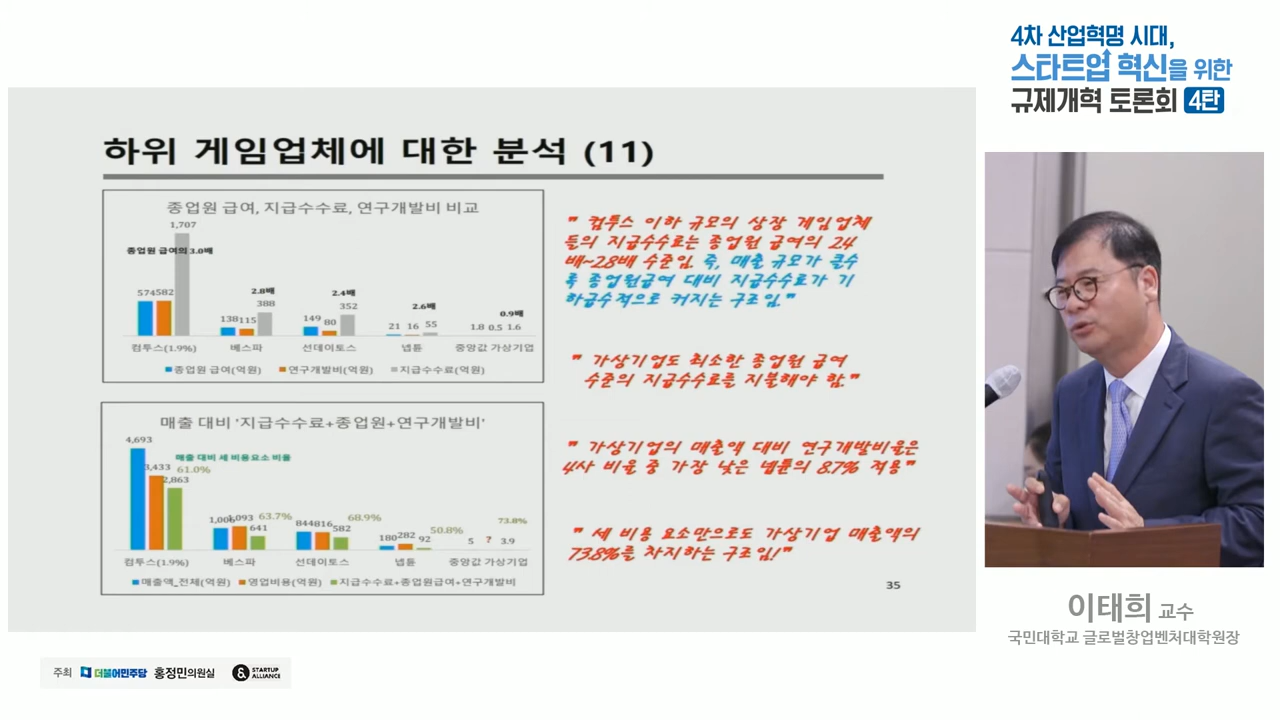 4차 산업혁명 시대,
스타트업 혁신을 위한
규제개혁 토론회 4탄
하위 게임업체에 대한 분석 (11)
종업원 급여, 지급수수료, 연구개발비 비교
1,707
종업원 급여의 3.0배
574 582
2.8배
138 115 388
2.4배
149 80 352
2.6배
21 16 55
0.9배
1.8 0.5 1.6
컴투스(1.9%) 베스파 선데이토스 넵튠 중앙값 가상기업
종업원 급여(억원) 연구개발비(억원) 지급수수료(억원)
" 컴투스 이하 규모의 상장 게임업체
들의 지급수수료는 종업원 급여의 2.4
배~2.8배 수준임. 즉, 매출 규모가 클수
록 종업원급여 대비 지급수수료가 기
하급수적으로 커지는 구조임."
" 가상기업도 최소한 종업원 급여
수준의 지급수수료를 지불해야 함."
매출 대비 '지급수수료+종업원+연구개발비'
4,693
매출 대비 세 비용요소 비율
3,433 61.0%
2,863
1,006 1,093 63.7%
641
844 816 68.9%
582
180 282 50.8%
92
73.8%
5 ? 3.9
컴투스(1.9%) 베스파 선데이토스 넵튠 중앙값 가상기업
매출액_전체(억원) 영업비용(억원) 지급수수료+종업원급여+연구개발비
" 가상기업의 매출액 대비 연구개발비율은
4사 비율 중 가장 낮은 넵튠의 8.7% 적용"
" 세 비용 요소만으로도 가상기업 매출액의
73.8%를 차지하는 구조임!"
35
이태희 교수
국민대학교 글로벌창업벤처대학원장
주최 더불어민주당 홍정민의원실 STARTUP
ALLIANCE